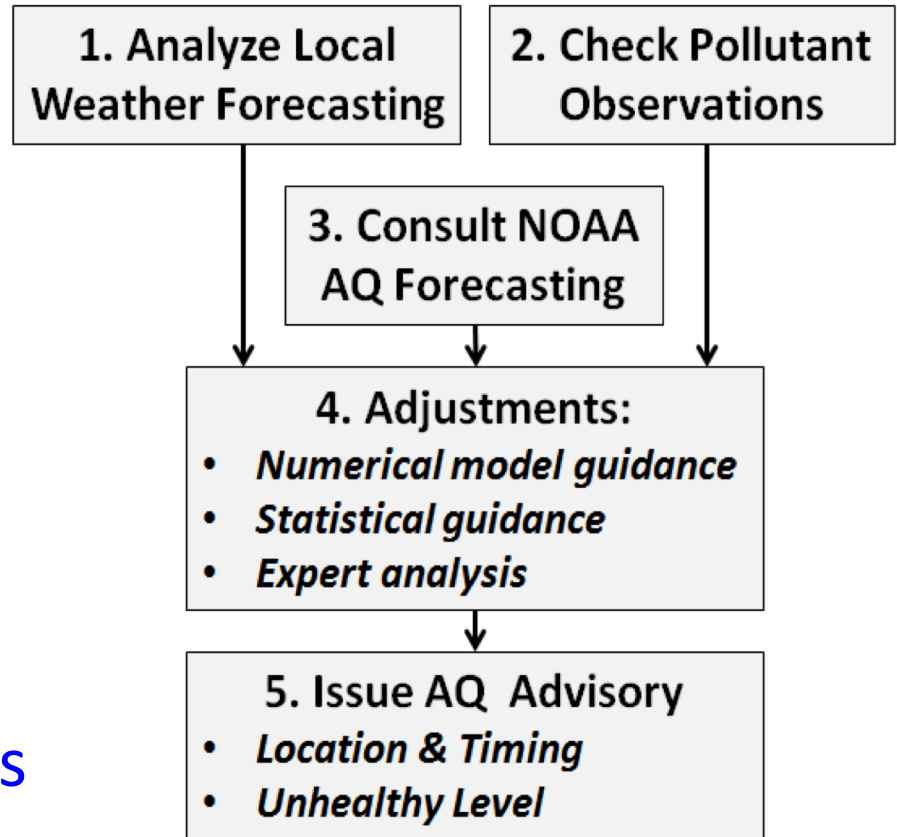 1. Analyze Local
Weather Forecasting
2. Check Pollutant
Observations
3. Consult NOAA
AQ Forecasting
4. Adjustments:
• Numerical model guidance
• Statistical guidance
• Expert analysis
5. Issue AQ Advisory
• Location & Timing
• Unhealthy Level
s